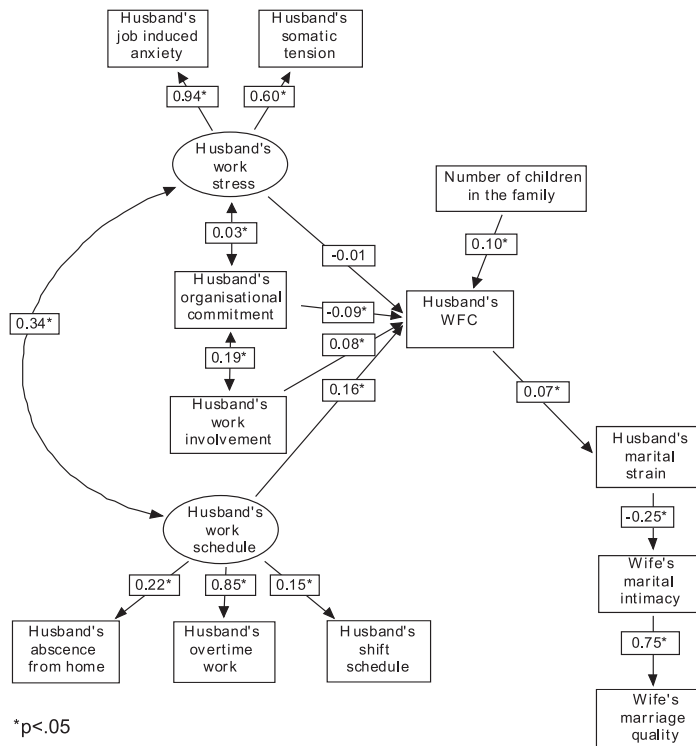 Husband's
job induced
anxiety
Husband's
somatic
tension
0.94*
0.60*
Husband's
work
stress
Number of children
in the family
0.03*
-0.01
0.10*
Husband's
organisational
commitment
-0.09*
Husband's
WFC
0.34*
0.19*
0.08*
0.16*
0.07*
Husband's
work
involvement
Husband's
marital
strain
Husband's
work
schedule
-0.25*
0.22*
0.85*
0.15*
Wife's
marital
intimacy
Husband's
abscence
from home
Husband's
overtime
work
Husband's
shift
schedule
0.75*
Wife's
marriage
quality
*p<.05